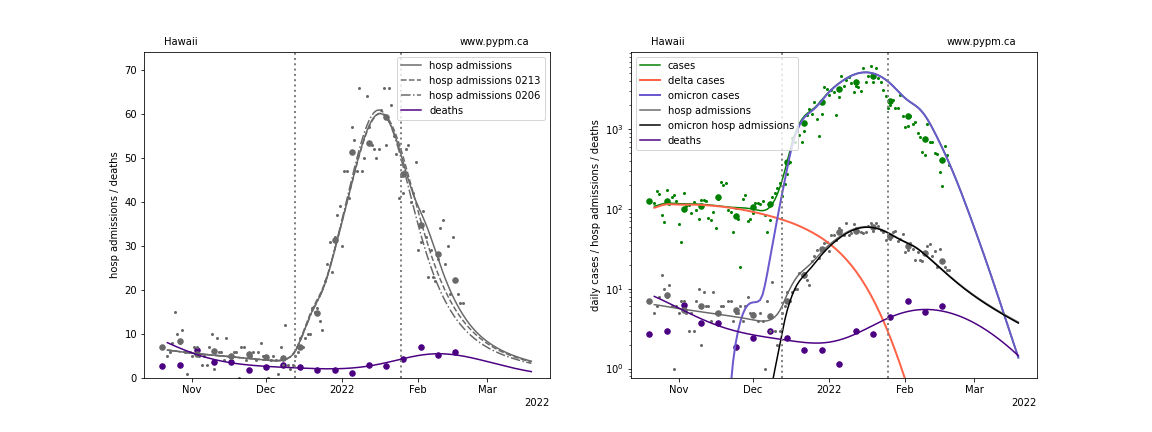 Hawaii www.pypm.ca
hosp admissions
hosp admissions 0213
hosp admissions 0206
deaths
hosp admissions / deaths
70
60
50
40
30
20
10
0
Nov Dec 2022 Feb Mar
2022
Hawaii www.pypm.ca
cases
delta cases
omicron cases
hosp admissions
omicron hosp admissions
deaths
daily cases / hosp admissions / deaths
10³
10²
10¹
10⁰
Nov Dec 2022 Feb Mar
2022